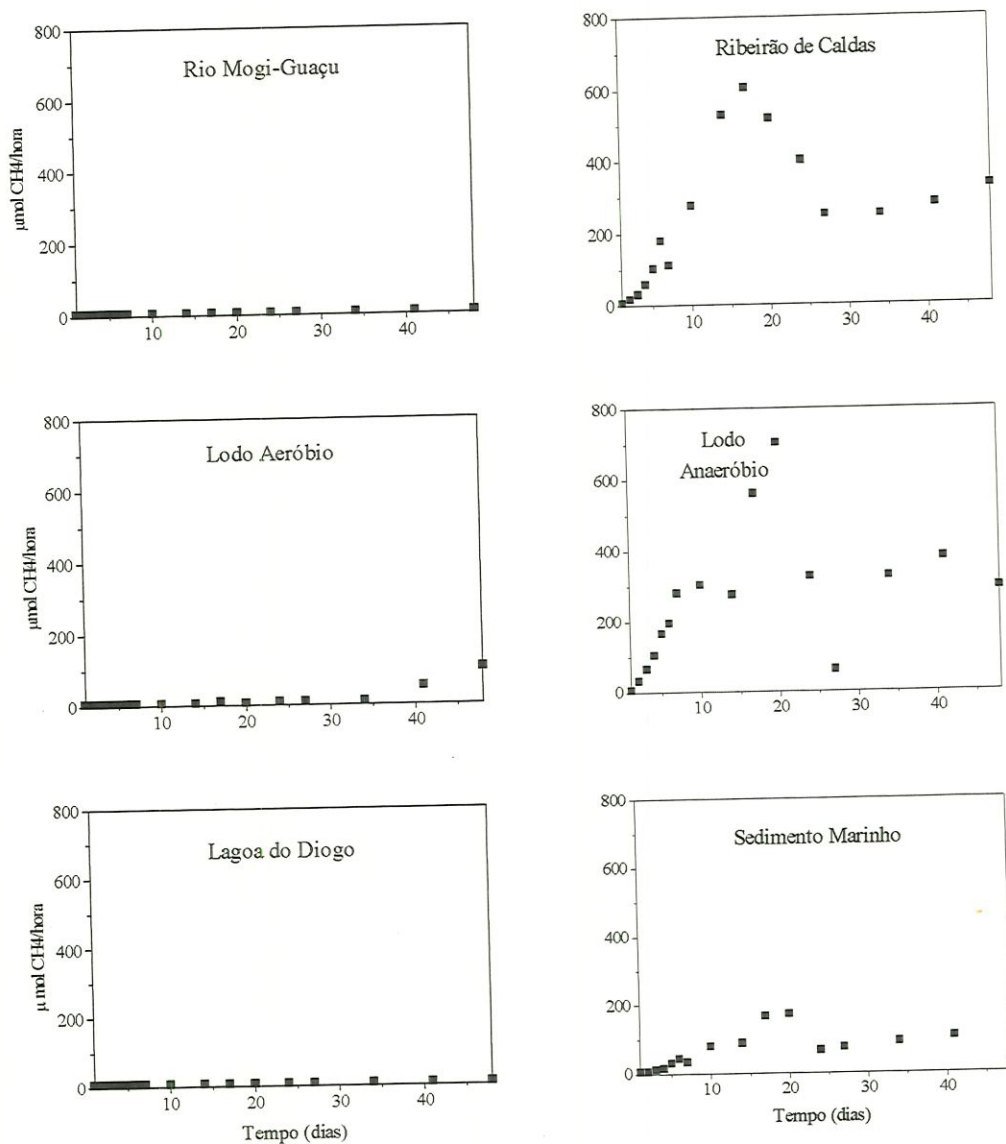 800
600
400
200
0
Rio Mogi-Guaçu
µmol CH4/hora
10 20 30 40
800
600
400
200
0
Ribeirão de Caldas
10 20 30 40
800
600
400
200
0
Lodo Aeróbio
µmol CH4/hora
10 20 30 40
800
600
400
200
0
Lodo
Anaeróbio
10 20 30 40
800
600
400
200
0
Lagoa do Diogo
µ mol CH4/hora
10 20 30 40
Tempo (dias)
800
600
400
200
0
Sedimento Marinho
10 20 30 40
Tempo (dias)